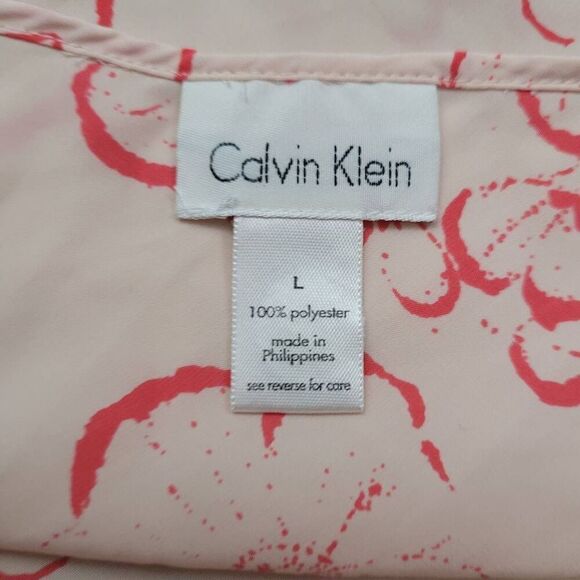 Calvin Klein
L
100% polyester
made in
Philippines
see reverse for care